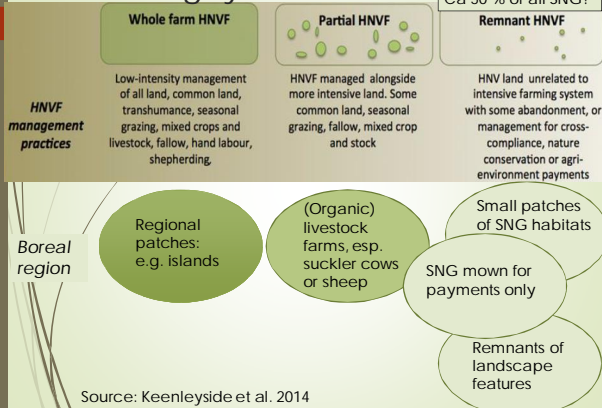 Ca 30 % of all SNG?
Whole farm HNVF
Partial HNVF
Remnant HNVF
HNVF
management
practices
Low-intensity management
of all land, common land,
transhumance, seasonal
grazing, mixed crops and
livestock, fallow, hand labour,
shepherding,
HNVF managed alongside
more intensive land. Some
common land, seasonal
grazing, fallow, mixed crop
and stock
HNV land unrelated to
intensive farming system
with some abandonment, or
management for cross-
compliance, nature
conservation or agri-
environment payments
Boreal
region
Regional
patches:
e.g. islands
(Organic)
livestock
farms, esp.
suckler cows
or sheep
Small patches
of SNG habitats
SNG mown for
payments only
Remnants of
landscape
features
Source: Keenleyside et al. 2014